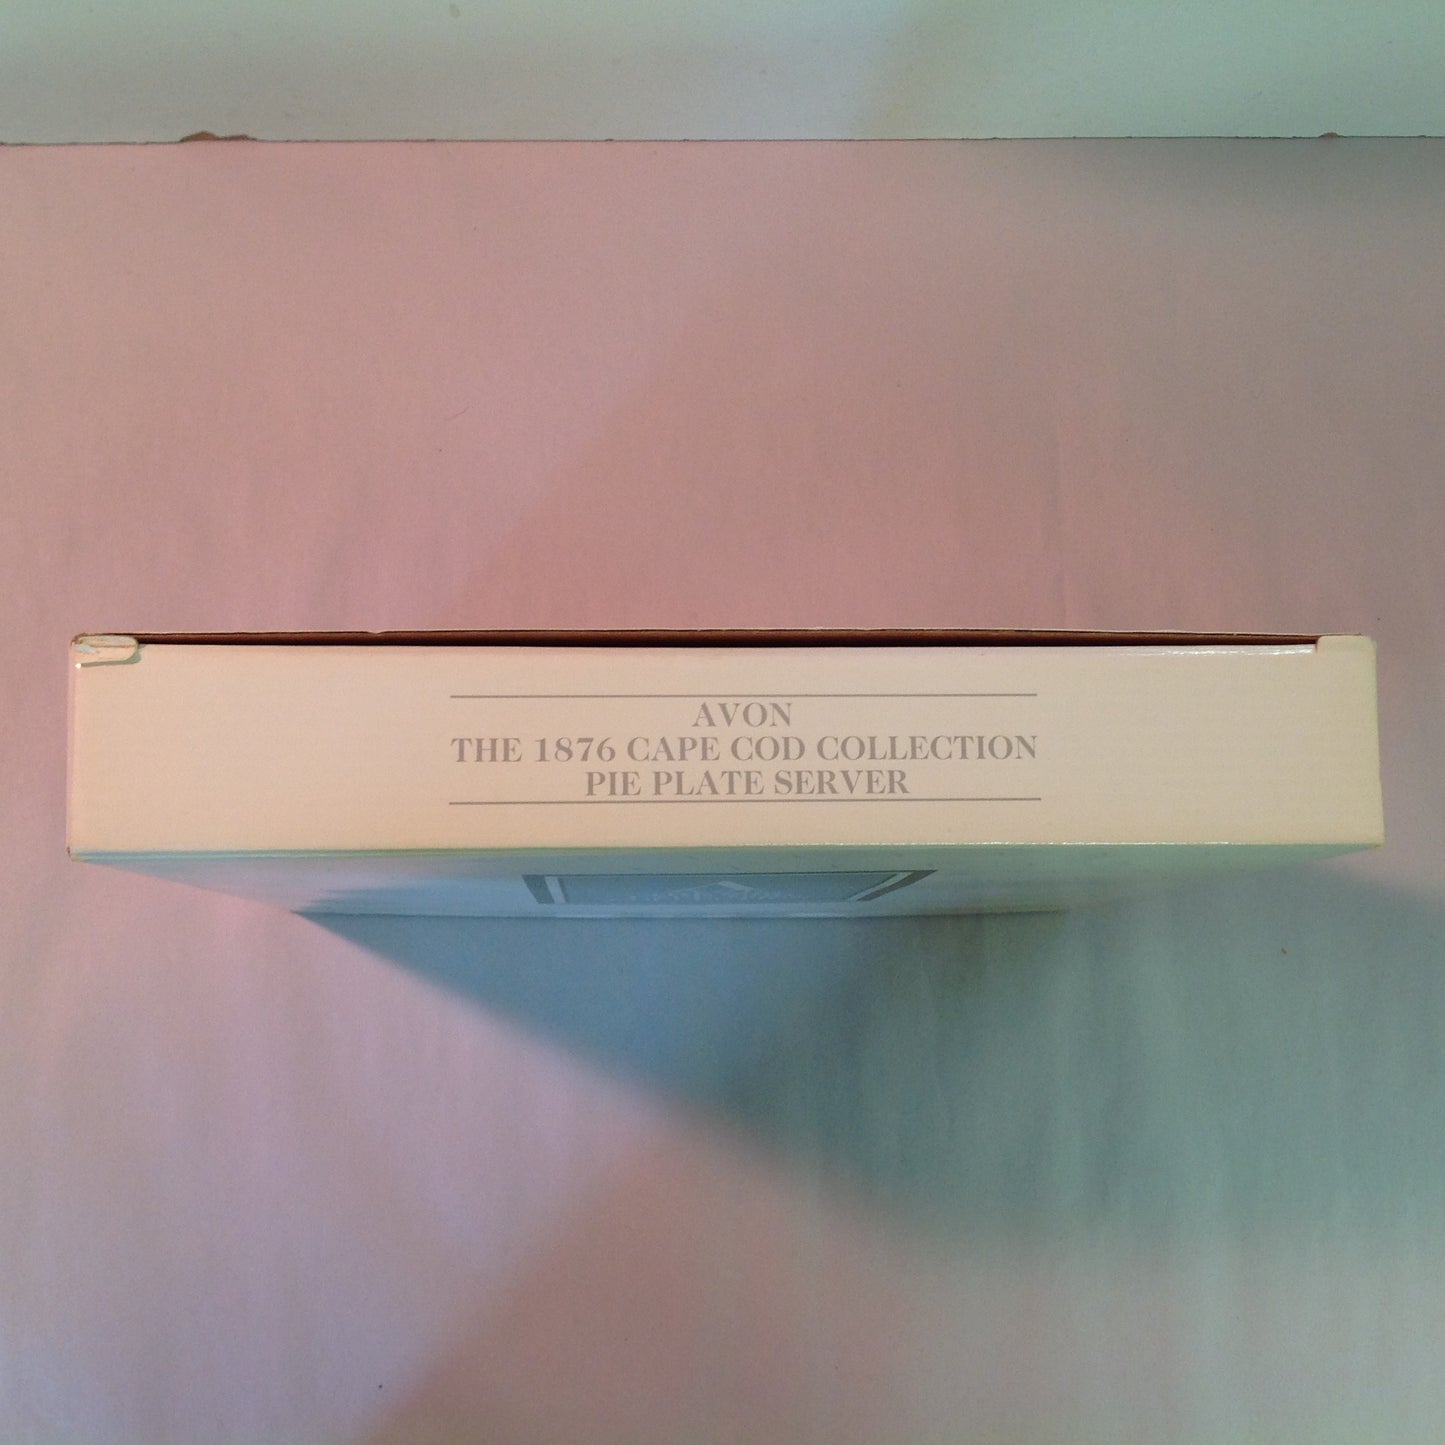 AVON
THE 1876 CAPE COD COLLECTION
PIE PLATE SERVER